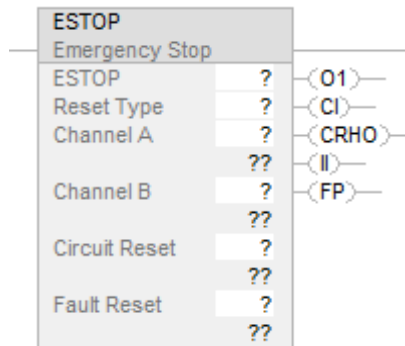 ESTOP
Emergency Stop
ESTOP ? (O1)
Reset Type ? (CI)
Channel A ? (CRHO)
?? (II)
Channel B ? (FP)
??
Circuit Reset ?
??
Fault Reset ?
??